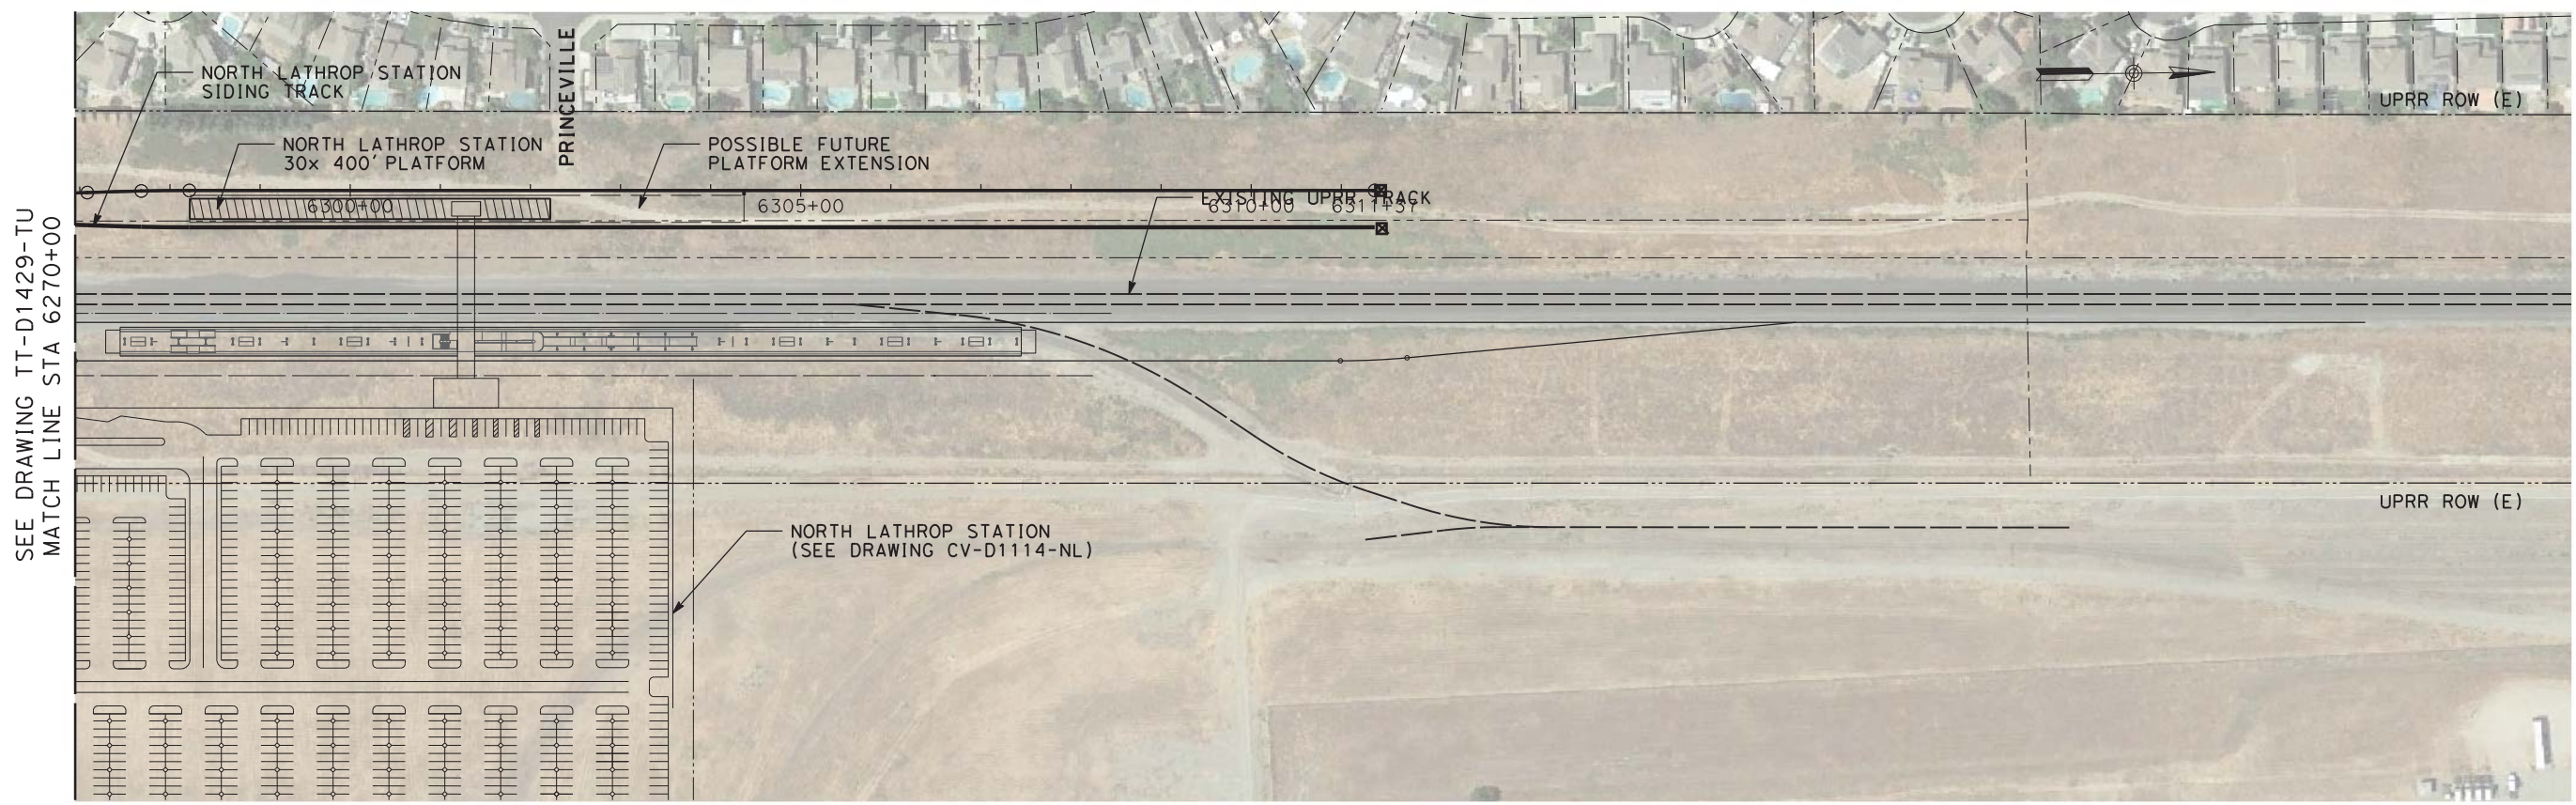 SEE DRAWING TT-D1429-TU
MATCH LINE STA 6270+00
NORTH LATHROP STATION
SIDING TRACK
PRINCEVILLE
UPRR ROW (E)
NORTH LATHROP STATION
30x 400' PLATFORM
POSSIBLE FUTURE
PLATFORM EXTENSION
EXISTING UPRR TRACK
6300+00
6305+00
6310+00
6311+37
UPRR ROW (E)
NORTH LATHROP STATION
(SEE DRAWING CV-D1114-NL)